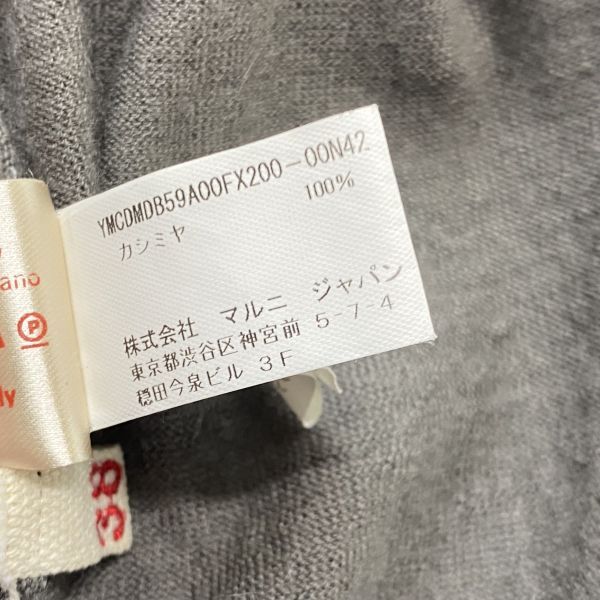 YMCDMDB59A00FX200-00N42
カシミヤ 100%
株式会社 マルニ ジャパン
東京都渋谷区神宮前 5-7-4
穏田今泉ビル 3F
ano
P
ly
38